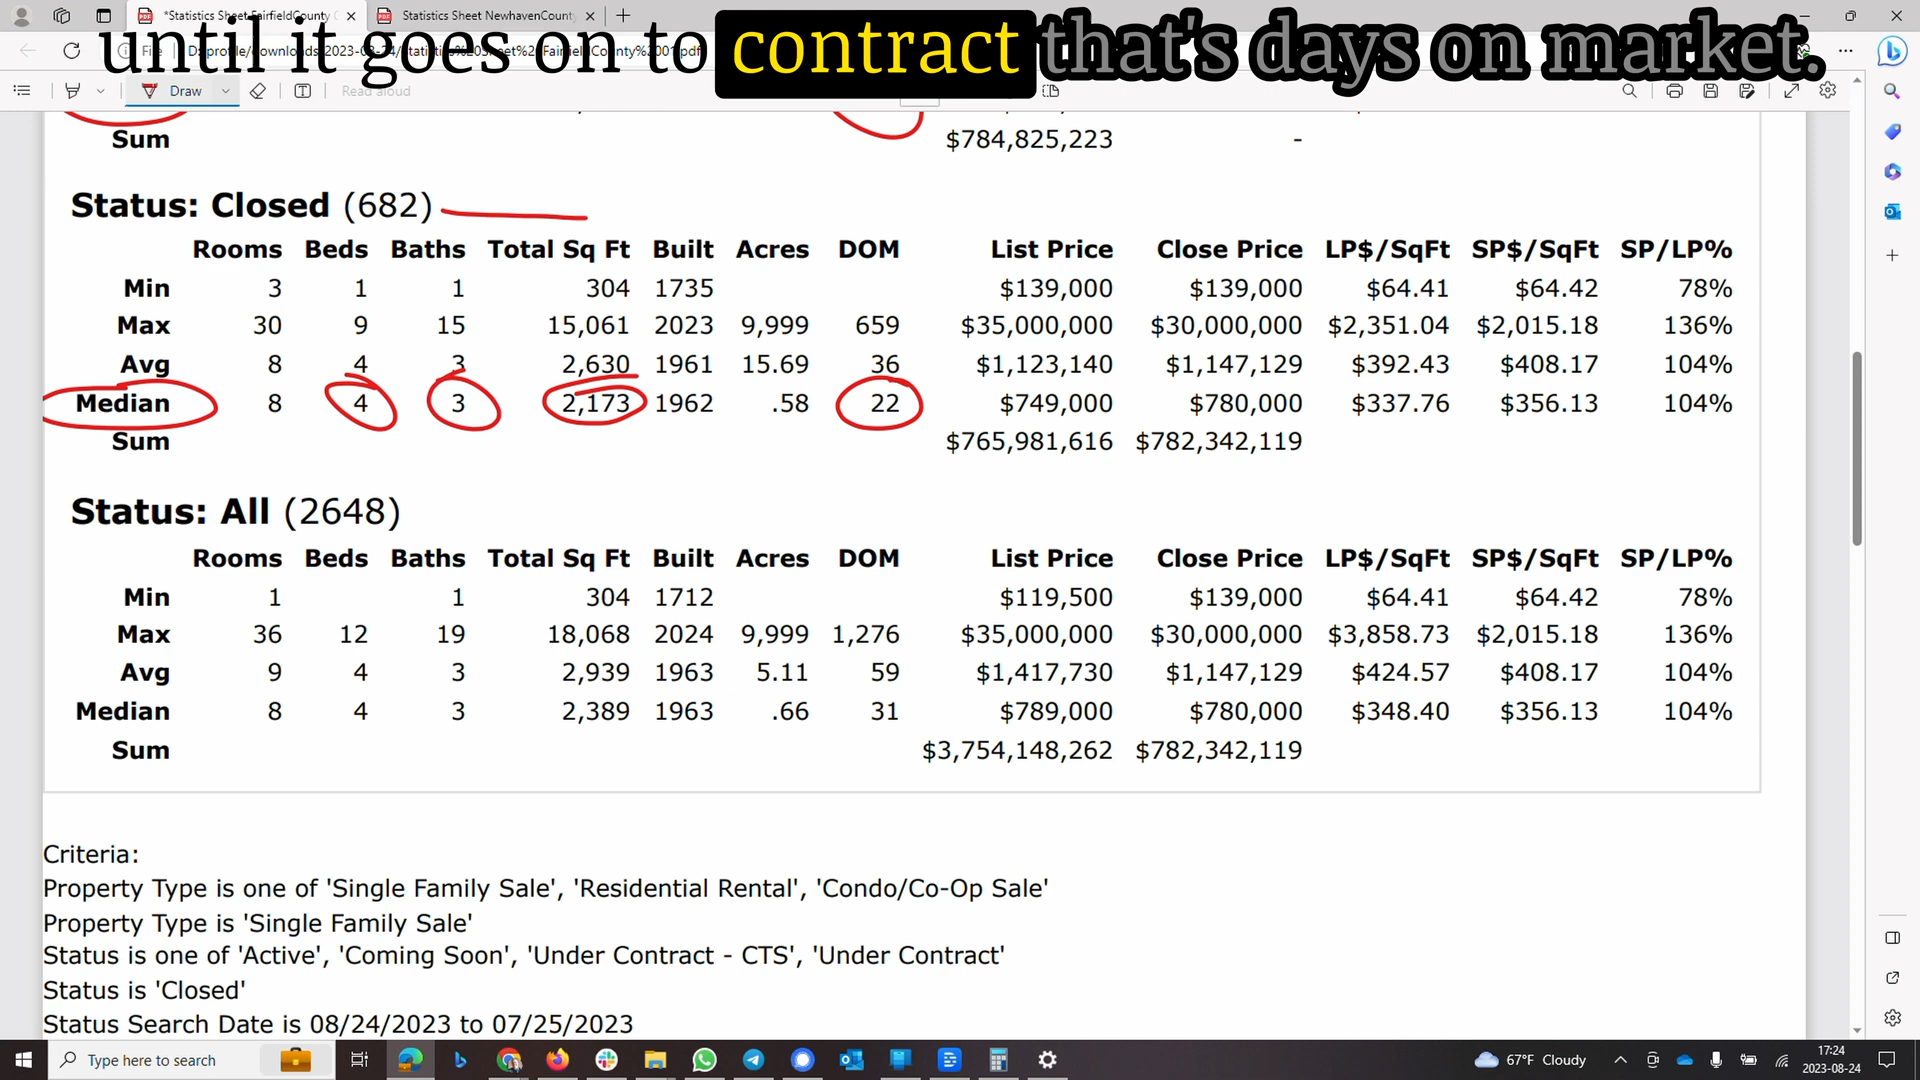 *Statistics Sheet FairfieldCounty
Statistics Sheet NewhavenCounty
until it goes on to contract that's days on market.
Draw
Read aloud
Sum $784,825,223 -
Status: Closed (682)
Rooms Beds Baths Total Sq Ft Built Acres DOM List Price Close Price LP$/SqFt SP$/SqFt SP/LP%
Min 3 1 1 304 1735 $139,000 $139,000 $64.41 $64.42 78%
Max 30 9 15 15,061 2023 9,999 659 $35,000,000 $30,000,000 $2,351.04 $2,015.18 136%
Avg 8 4 3 2,630 1961 15.69 36 $1,123,140 $1,147,129 $392.43 $408.17 104%
Median 8 4 3 2,173 1962 .58 22 $749,000 $780,000 $337.76 $356.13 104%
Sum $765,981,616 $782,342,119
Status: All (2648)
Rooms Beds Baths Total Sq Ft Built Acres DOM List Price Close Price LP$/SqFt SP$/SqFt SP/LP%
Min 1 1 304 1712 $119,500 $139,000 $64.41 $64.42 78%
Max 36 12 19 18,068 2024 9,999 1,276 $35,000,000 $30,000,000 $3,858.73 $2,015.18 136%
Avg 9 4 3 2,939 1963 5.11 59 $1,417,730 $1,147,129 $424.57 $408.17 104%
Median 8 4 3 2,389 1963 .66 31 $789,000 $780,000 $348.40 $356.13 104%
Sum $3,754,148,262 $782,342,119
Criteria:
Property Type is one of 'Single Family Sale', 'Residential Rental', 'Condo/Co-Op Sale'
Property Type is 'Single Family Sale'
Status is one of 'Active', 'Coming Soon', 'Under Contract - CTS', 'Under Contract'
Status is 'Closed'
Status Search Date is 08/24/2023 to 07/25/2023
Type here to search
67°F Cloudy
17:24
2023-08-24